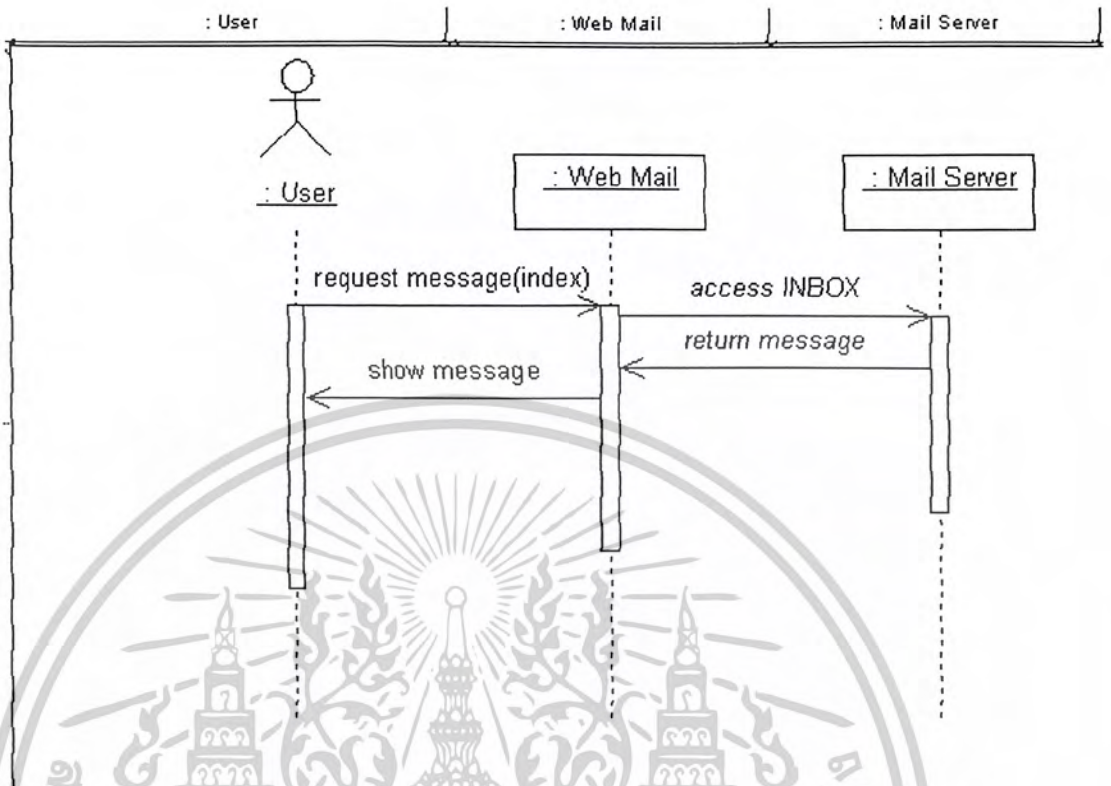 : User
: Web Mail
: Mail Server
: User
: Web Mail
: Mail Server
request message(index)
access INBOX
return message
show message